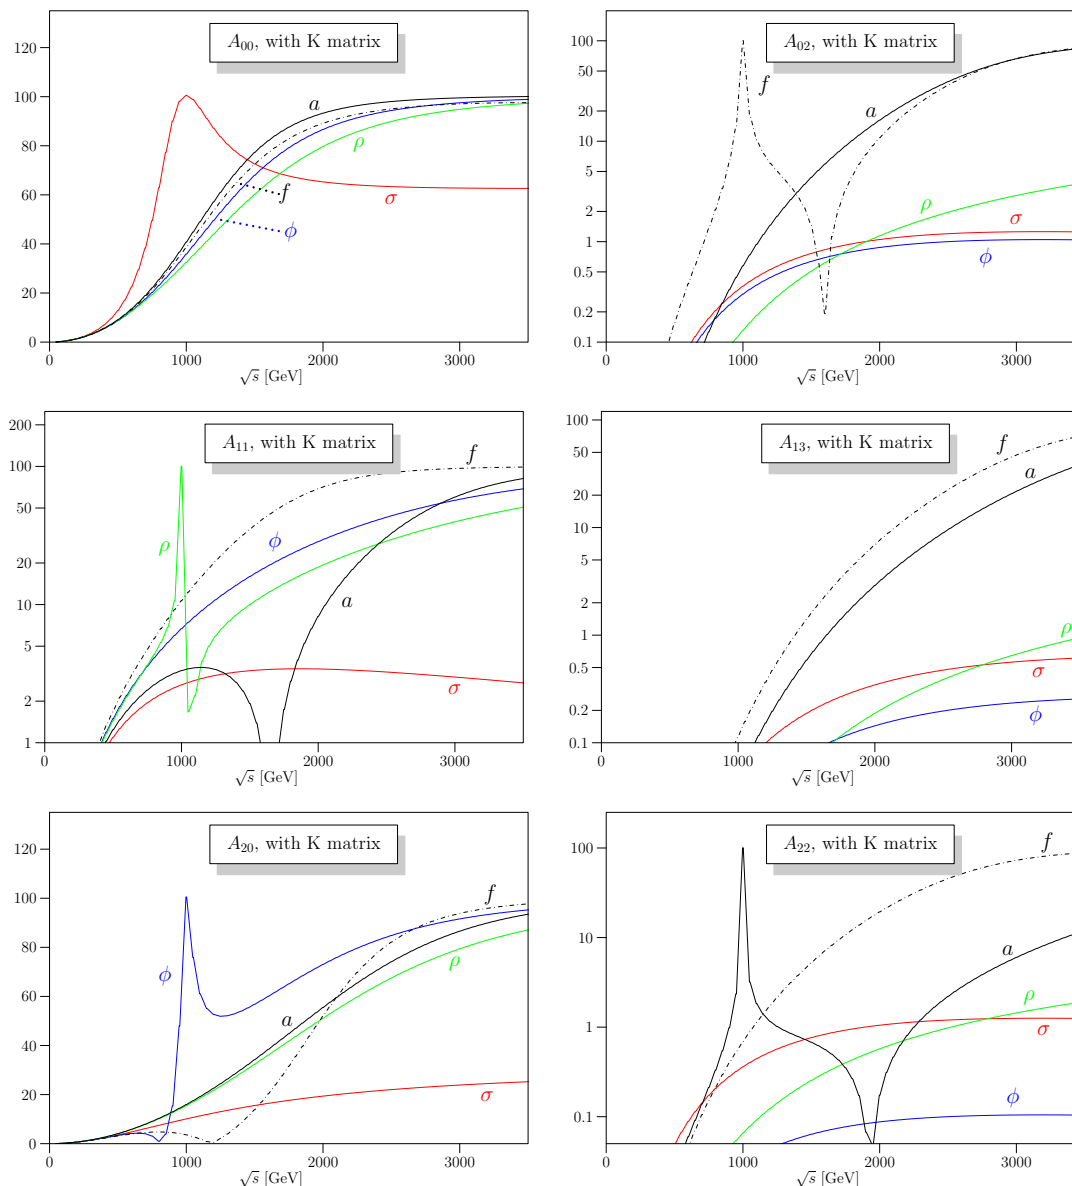 A00, with K matrix
120
100
80
60
40
20
0
0
1000
2000
3000
√s [GeV]
a
ρ
f
σ
ϕ
A02, with K matrix
100
50
20
10
5
2
1
0.5
0.2
0.1
0
1000
2000
3000
√s [GeV]
f
a
ρ
σ
ϕ
A11, with K matrix
200
100
50
20
10
5
2
1
0
1000
2000
3000
√s [GeV]
f
ρ
ϕ
a
σ
A13, with K matrix
100
50
20
10
5
2
1
0.5
0.2
0.1
0
1000
2000
3000
√s [GeV]
f
a
ρ
σ
ϕ
A20, with K matrix
120
100
80
60
40
20
0
0
1000
2000
3000
√s [GeV]
f
ϕ
ρ
a
σ
A22, with K matrix
100
10
1
0.1
0
1000
2000
3000
√s [GeV]
f
a
ρ
σ
ϕ